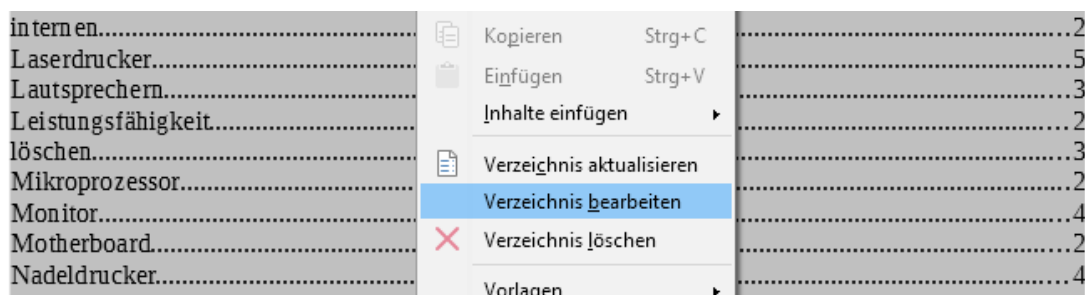 internen........................................2
Laserdrucker........................................5
Lautsprechern........................................3
Leistungsfähigkeit........................................2
löschen........................................3
Mikroprozessor........................................2
Monitor........................................4
Motherboard........................................2
Nadeldrucker........................................4
Kopieren Strg+C
Einfügen Strg+V
Inhalte einfügen
Verzeichnis aktualisieren
Verzeichnis bearbeiten
Verzeichnis löschen
Vorlagen